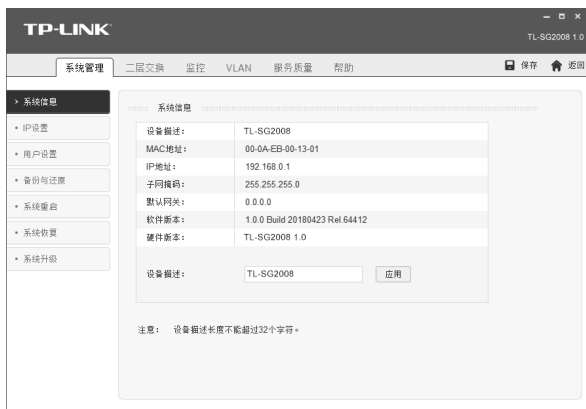 TP-LINK
TL-SG2008 1.0
系统管理 二层交换 监控 VLAN 服务质量 帮助 保存 返回
系统信息
IP设置
用户设置
备份与还原
系统重启
系统恢复
系统升级
系统信息
设备描述: TL-SG2008
MAC地址: 00-0A-EB-00-13-01
IP地址: 192.168.0.1
子网掩码: 255.255.255.0
默认网关: 0.0.0.0
软件版本: 1.0.0 Build 20180423 Rel.64412
硬件版本: TL-SG2008 1.0
设备描述: TL-SG2008 应用
注意: 设备描述长度不能超过32个字符。